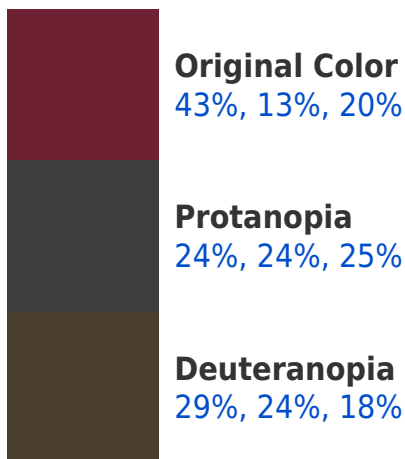 Original Color
43%, 13%, 20%
Protanopia
24%, 24%, 25%
Deuteranopia
29%, 24%, 18%